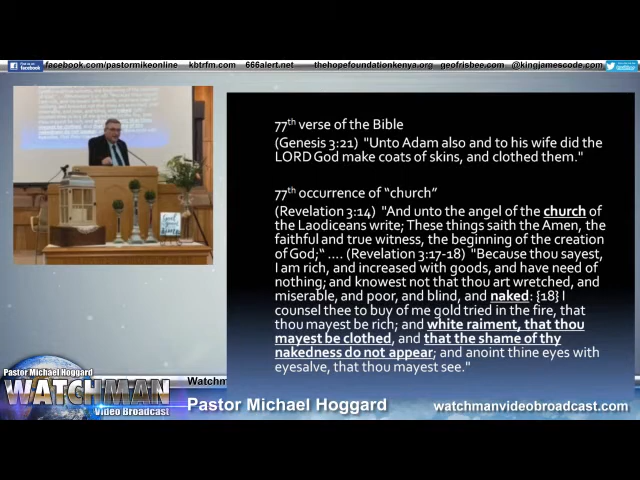 facebook.com/pastormikeonline kbtrfm.com 666alert.net thehopefoundationkenya.org geofrisbee.com @kingjamescode.com
77th verse of the Bible
(Genesis 3:21) "Unto Adam also and to his wife did the
LORD God make coats of skins, and clothed them."
77th occurrence of “church”
(Revelation 3:14) "And unto the angel of the church of
the Laodiceans write; These things saith the Amen, the
faithful and true witness, the beginning of the creation
of God;“ .... (Revelation 3:17-18) "Because thou sayest,
I am rich, and increased with goods, and have need of
nothing; and knowest not that thou art wretched, and
miserable, and poor, and blind, and naked: {18} I
counsel thee to buy of me gold tried in the fire, that
thou mayest be rich; and white raiment, that thou
mayest be clothed, and that the shame of thy
nakedness do not appear; and anoint thine eyes with
eyesalve, that thou mayest see."
Pastor Michael Hoggard
WATCHMAN
Video Broadcast
Watchm
Pastor Michael Hoggard watchmanvideobroadcast.com